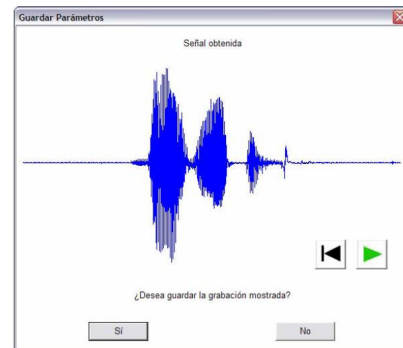 Guardar Parámetros
Señal obtenida
¿Desea guardar la grabación mostrada?
Sí
No